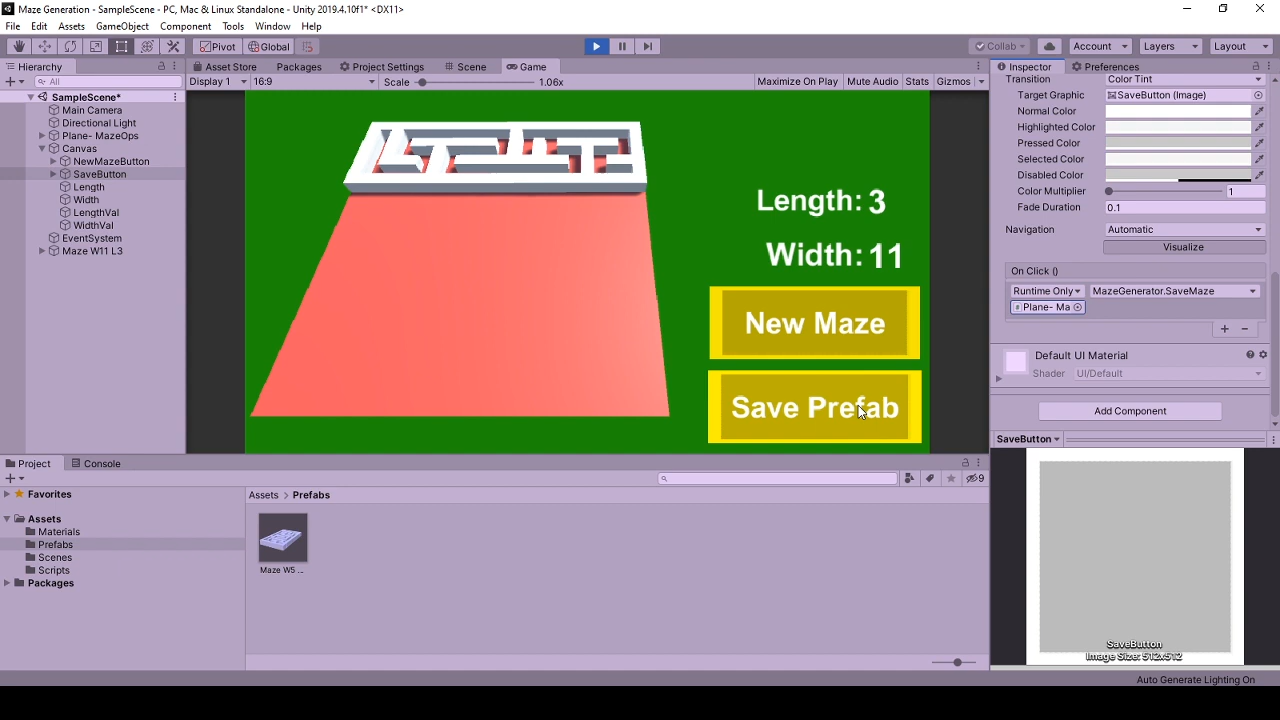 Maze Generation - SampleScene - PC, Mac & Linux Standalone - Unity 2019.4.10f1* <DX11>
File Edit Assets GameObject Component Tools Window Help
Pivot Global Collab Account Layers Layout
Hierarchy Asset Store Packages Project Settings Scene Game Inspector Preferences
All Display 1 16:9 Scale 1.06x Maximize On Play Mute Audio Stats Gizmos
Transition Color Tint
SampleScene*
Target Graphic SaveButton (Image)
Main Camera
Normal Color
Directional Light
Highlighted Color
Plane- MazeOps
Pressed Color
Canvas
Selected Color
NewMazeButton
Disabled Color
SaveButton
Color Multiplier 1
Length
Width
Fade Duration 0.1
LengthVal
WidthVal
Navigation Automatic
EventSystem
Visualize
Maze W11 L3
Length: 3
Width: 11
New Maze
Save Prefab
On Click ()
Runtime Only MazeGenerator.SaveMaze
Plane- Ma
+ -
Default UI Material
Shader UI/Default
Add Component
SaveButton
Project Console
9
Favorites
Assets > Prefabs
Assets
Materials
Prefabs
Scenes
Scripts
Packages
Maze W5 ...
SaveButton
Image Size: 512x512
Auto Generate Lighting On